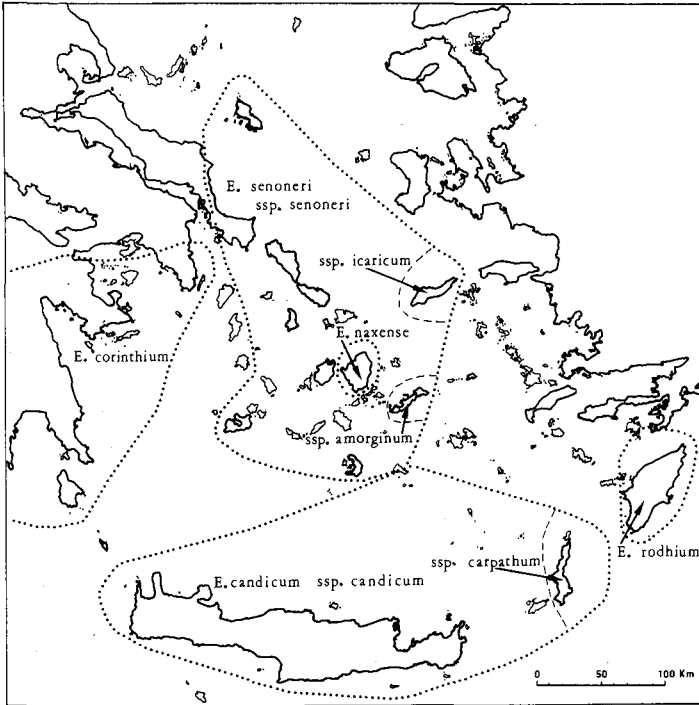 E. senoneri
ssp. senoneri
ssp. icaricum
E. naxense
E. corinthium
ssp. amorginum
E. rodhium
ssp. carpathum
E.candicum ssp. candicum
0 50 100 Km